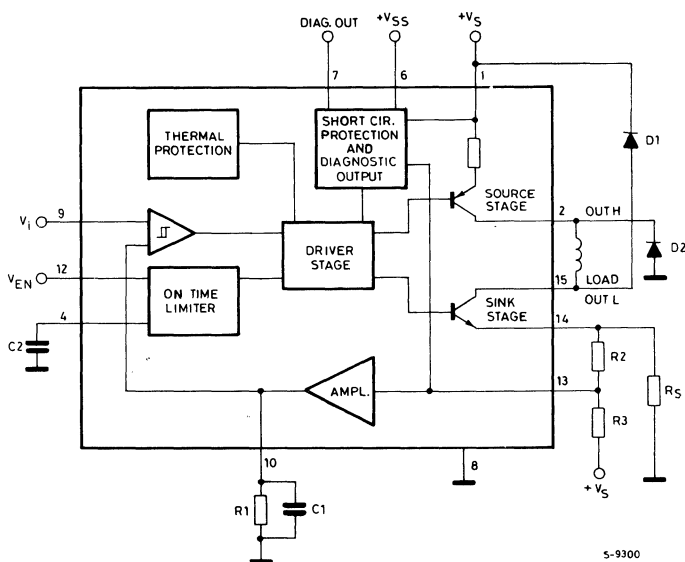 DIAG. OUT
+VSS
+VS
7
6
1
THERMAL
PROTECTION
SHORT CIR.
PROTECTION
AND
DIAGNOSTIC
OUTPUT
D1
SOURCE
STAGE
Vi
9
2
OUT H
DRIVER
STAGE
D2
VEN
12
ON TIME
LIMITER
15
LOAD
OUT L
SINK
STAGE
14
4
C2
R2
AMPL.
13
RS
R3
10
8
+VS
R1
C1
S-9300